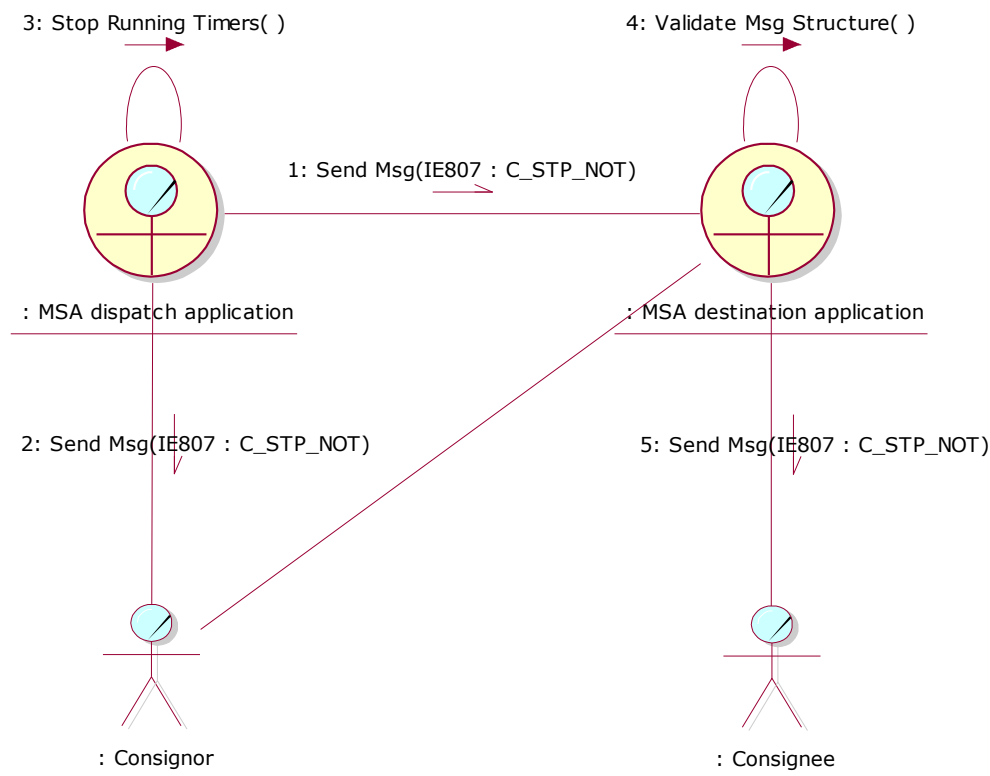 3: Stop Running Timers( )
4: Validate Msg Structure( )
1: Send Msg(IE807 : C_STP_NOT)
: MSA dispatch application
: MSA destination application
2: Send Msg(IE807 : C_STP_NOT)
5: Send Msg(IE807 : C_STP_NOT)
: Consignor
: Consignee